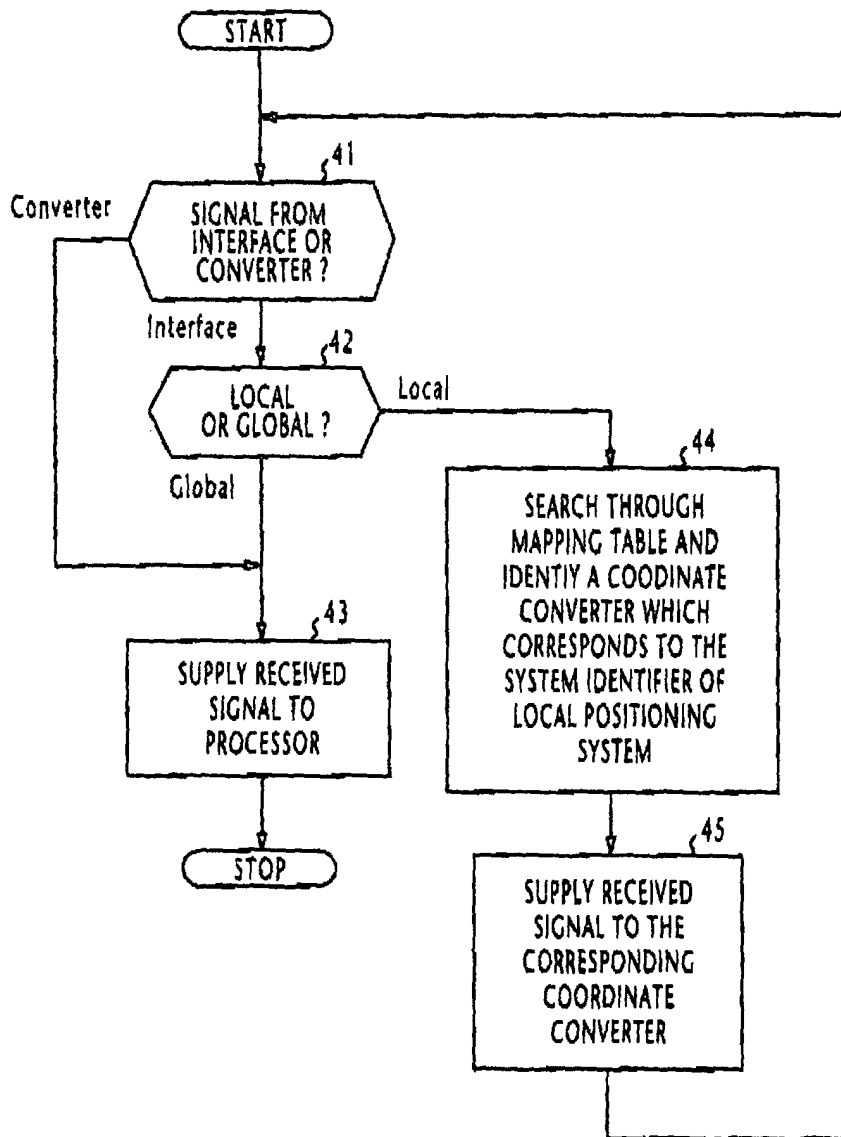 START
41
Converter
SIGNAL FROM
INTERFACE OR
CONVERTER ?
Interface
42
LOCAL
OR GLOBAL ?
Local
Global
44
SEARCH THROUGH
MAPPING TABLE AND
IDENTIY A COODINATE
CONVERTER WHICH
CORRESPONDS TO THE
SYSTEM IDENTIFIER OF
LOCAL POSITIONING
SYSTEM
43
SUPPLY RECEIVED
SIGNAL TO
PROCESSOR
STOP
45
SUPPLY RECEIVED
SIGNAL TO THE
CORRESPONDING
COORDINATE
CONVERTER